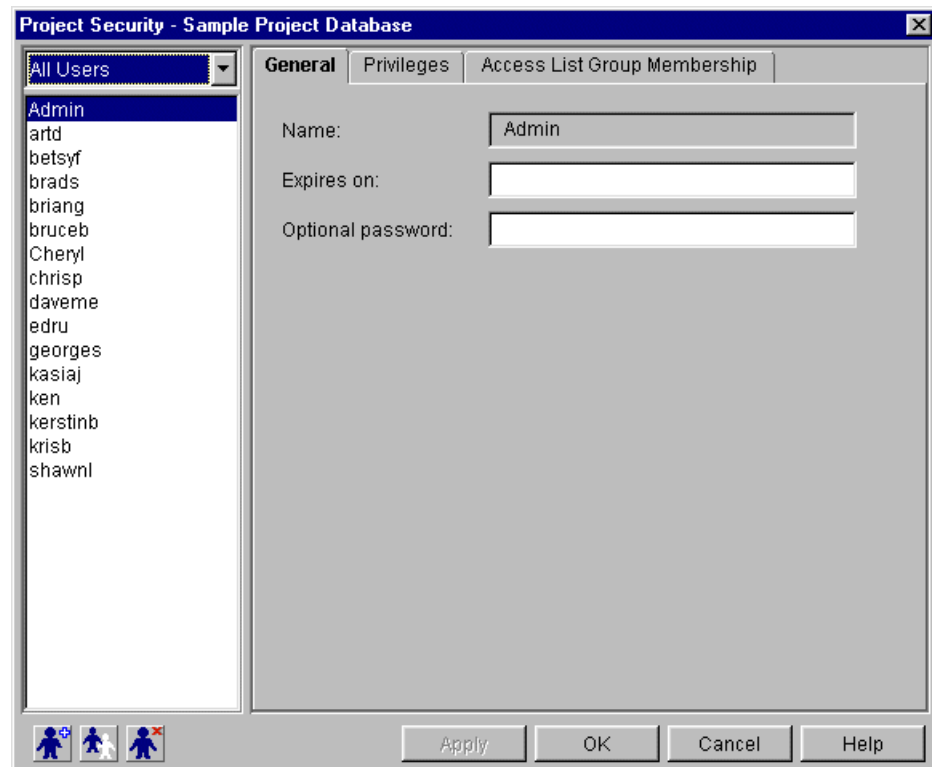 Project Security - Sample Project Database
All Users
Admin
artd
betsyf
brads
briang
bruceb
Cheryl
chrisp
daveme
edru
georges
kasiaj
ken
kerstinb
krisb
shawnl
General Privileges Access List Group Membership
Name: Admin
Expires on:
Optional password:
Apply OK Cancel Help